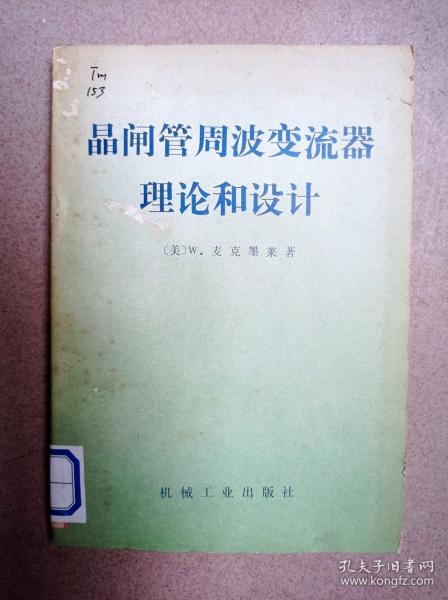 Tm
153
晶闸管周波变流器
理论和设计
〔美〕W．麦克墨莱著
机械工业出版社
孔夫子旧书网
www.kongfz.com